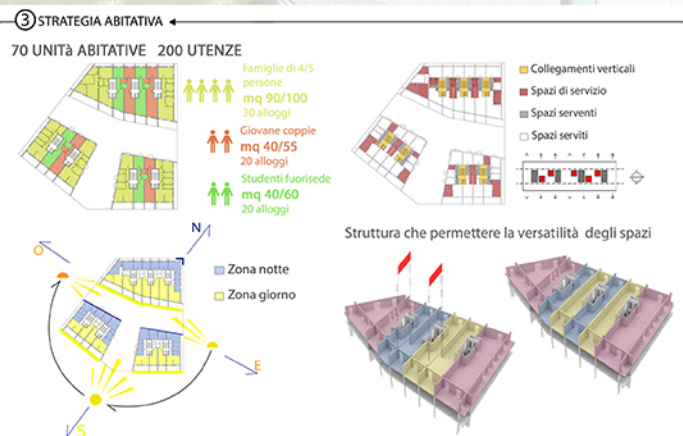 3 STRATEGIA ABITATIVA
70 UNITà ABITATIVE 200 UTENZE
Famiglie di 4/5
persone
mq 90/100
30 alloggi
Giovane coppie
mq 40/55
20 alloggi
Studenti fuorisede
mq 40/60
20 alloggi
Collegamenti verticali
Spazi di servizio
Spazi serventi
Spazi serviti
N
O
E
S
Zona notte
Zona giorno
Struttura che permettere la versatilità degli spazi